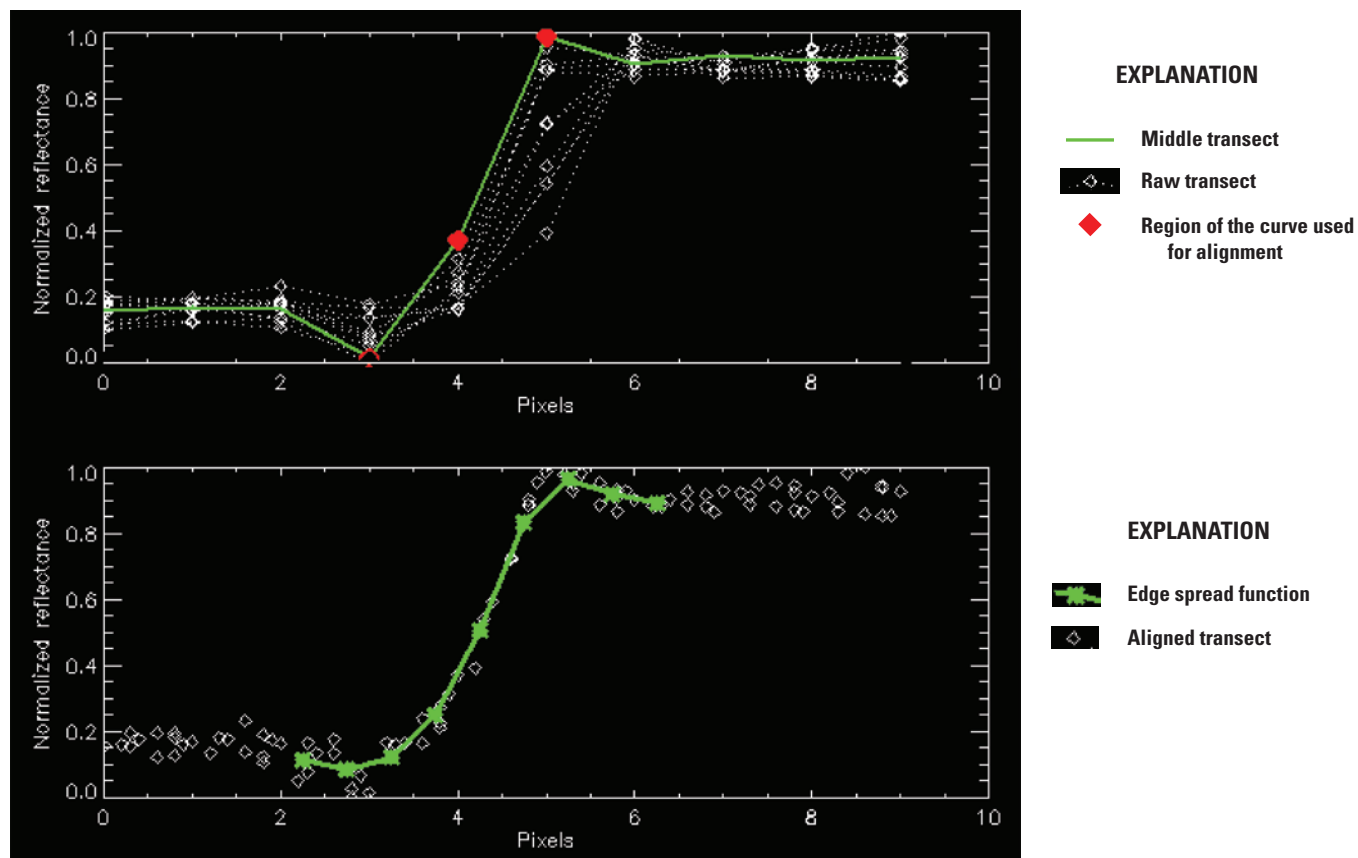 1.0
0.8
0.6
0.4
0.2
0.0
Normalized reflectance
0
2
4
6
8
10
Pixels
EXPLANATION
Middle transect
Raw transect
Region of the curve used
for alignment
1.0
0.8
0.6
0.4
0.2
0.0
Normalized reflectance
0
2
4
6
8
10
Pixels
EXPLANATION
Edge spread function
Aligned transect